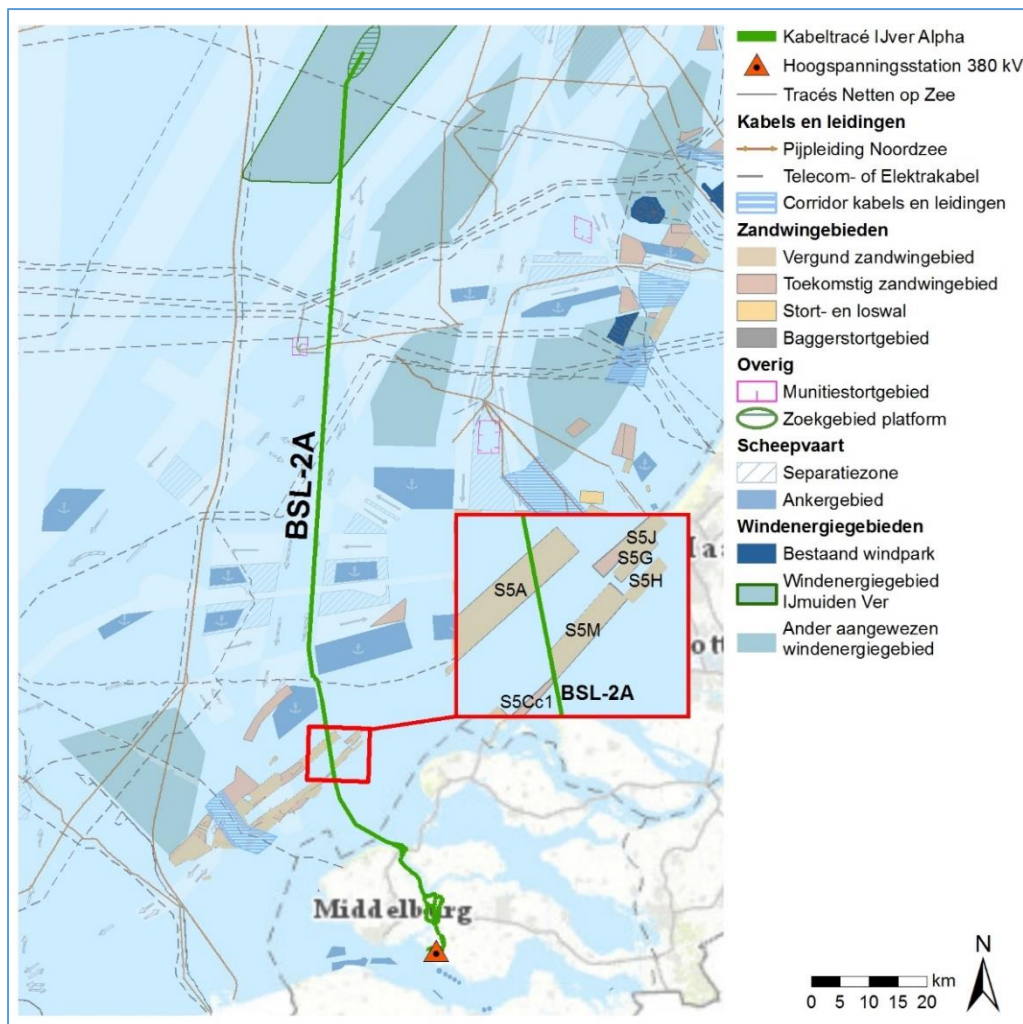 Kabeltracé IJver Alpha
Hoogspanningsstation 380 kV
Tracés Netten op Zee
Kabels en leidingen
Pijpleiding Noordzee
Telecom- of Elektrakabel
Corridor kabels en leidingen
Zandwingebieden
Vergund zandwingebied
Toekomstig zandwingebied
Stort- en loswal
Baggerstortgebied
Overig
Munitiestortgebied
Zoekgebied platform
Scheepvaart
Separatiezone
Ankergebied
Windenergiegebieden
Bestaand windpark
Windenergiegebied
IJmuiden Ver
Ander aangewezen
windenergiegebied
BSL-2A
S5J
S5G
S5H
S5A
S5M
S5Cc1
BSL-2A
Middelburg
N
km
0 5 10 15 20